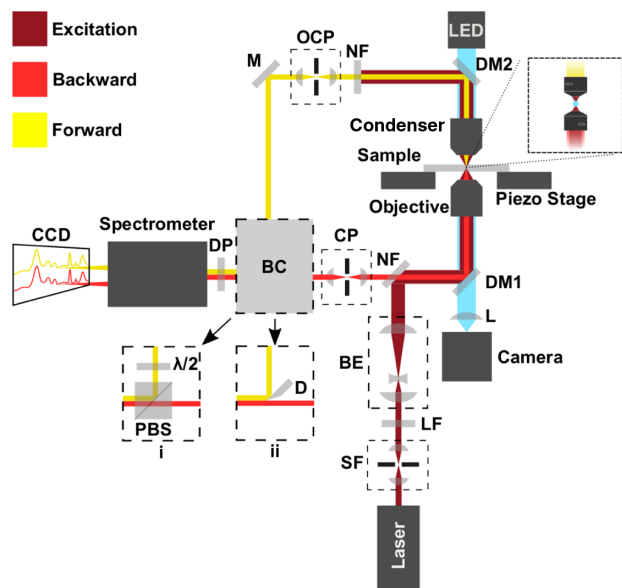 Excitation
Backward
Forward
LED
OCP
NF
M
DM2
Condenser
Sample
Objective
Piezo Stage
CCD
Spectrometer
DP
BC
CP
NF
DM1
L
Camera
BE
λ/2
D
PBS
i
ii
LF
SF
Laser